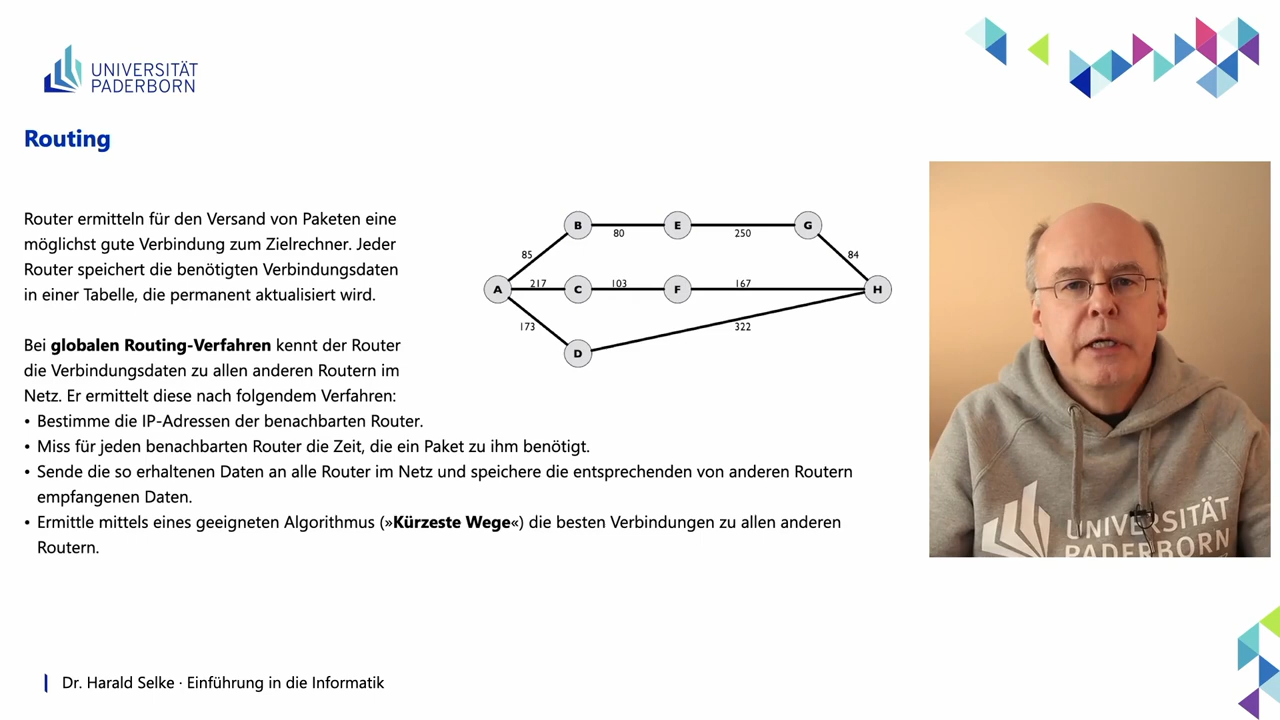 UNIVERSITÄT
PADERBORN
Routing
Router ermitteln für den Versand von Paketen eine
möglichst gute Verbindung zum Zielrechner. Jeder
Router speichert die benötigten Verbindungsdaten
in einer Tabelle, die permanent aktualisiert wird.
Bei globalen Routing-Verfahren kennt der Router
die Verbindungsdaten zu allen anderen Routern im
Netz. Er ermittelt diese nach folgendem Verfahren:
• Bestimme die IP-Adressen der benachbarten Router.
• Miss für jeden benachbarten Router die Zeit, die ein Paket zu ihm benötigt.
• Sende die so erhaltenen Daten an alle Router im Netz und speichere die entsprechenden von anderen Routern
empfangenen Daten.
• Ermittle mittels eines geeigneten Algorithmus (»Kürzeste Wege«) die besten Verbindungen zu allen anderen
Routern.
B E G
80 250
85 84
A C F H
217 103 167
173 322
D
UNIVERSITÄT
PADERBORN
Dr. Harald Selke · Einführung in die Informatik